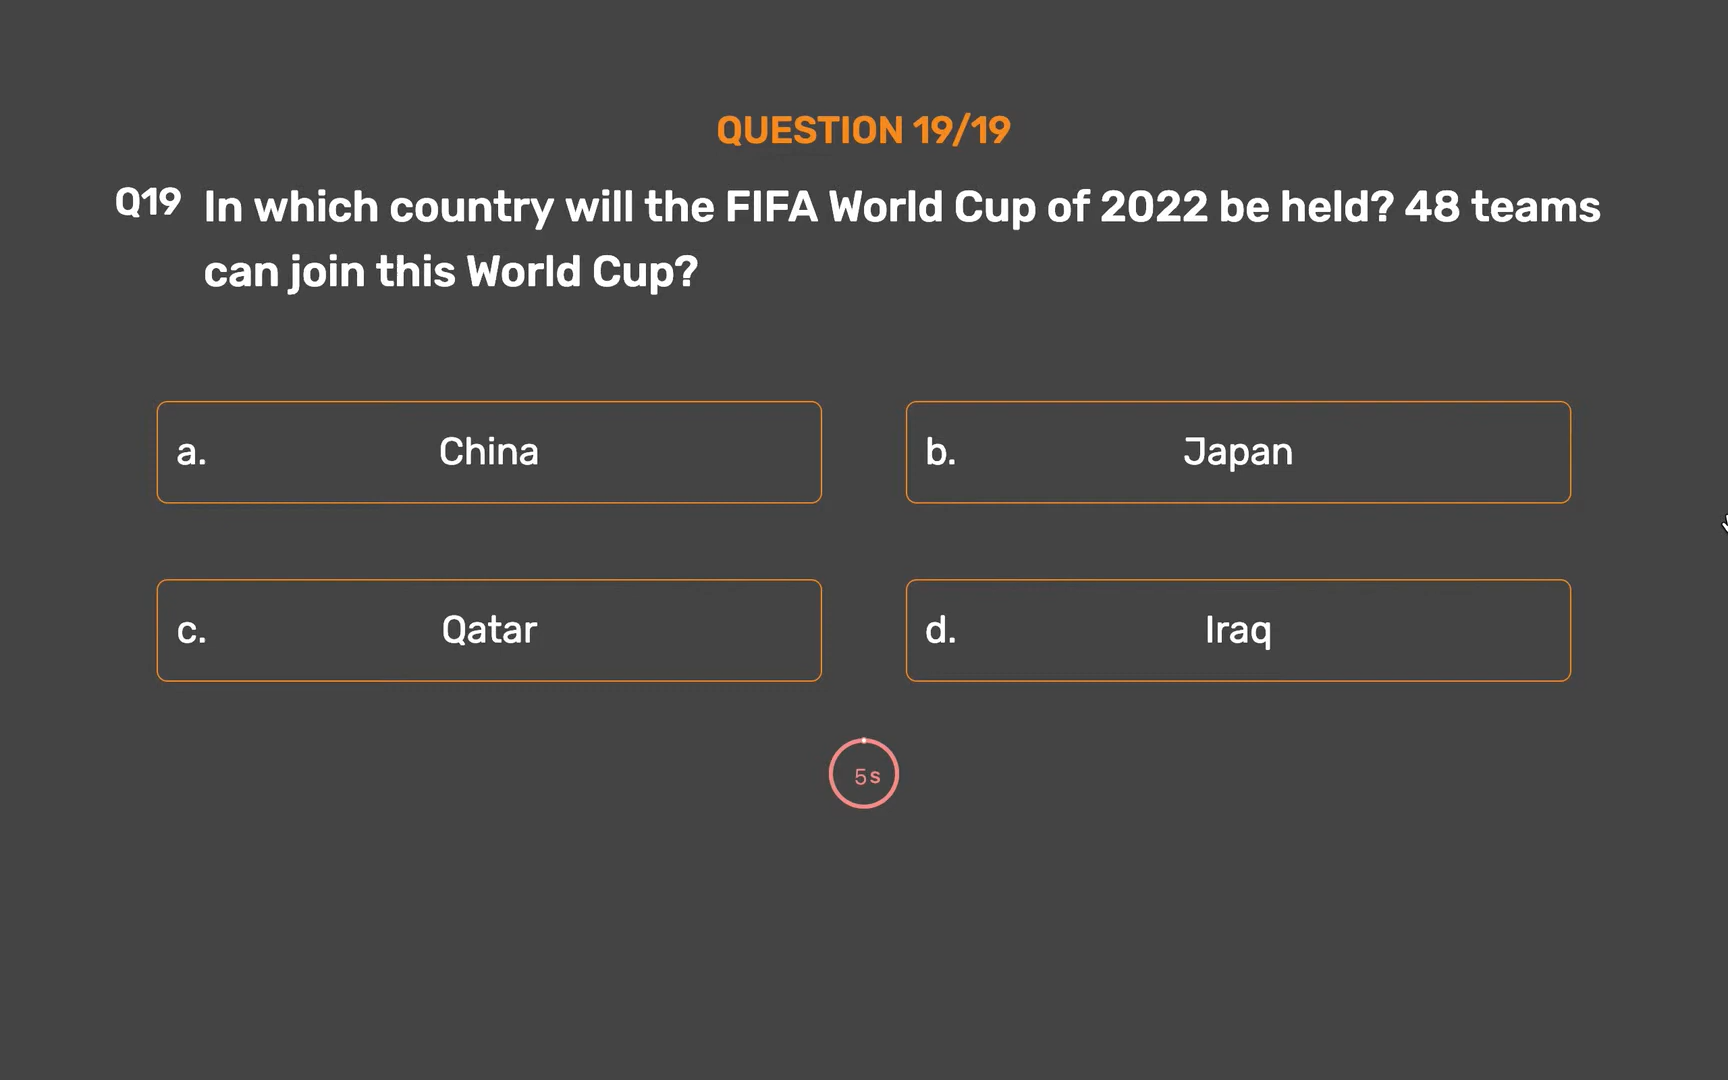 QUESTION 19/19
Q19 In which country will the FIFA World Cup of 2022 be held? 48 teams
can join this World Cup?
a. China
b. Japan
c. Qatar
d. Iraq
5s